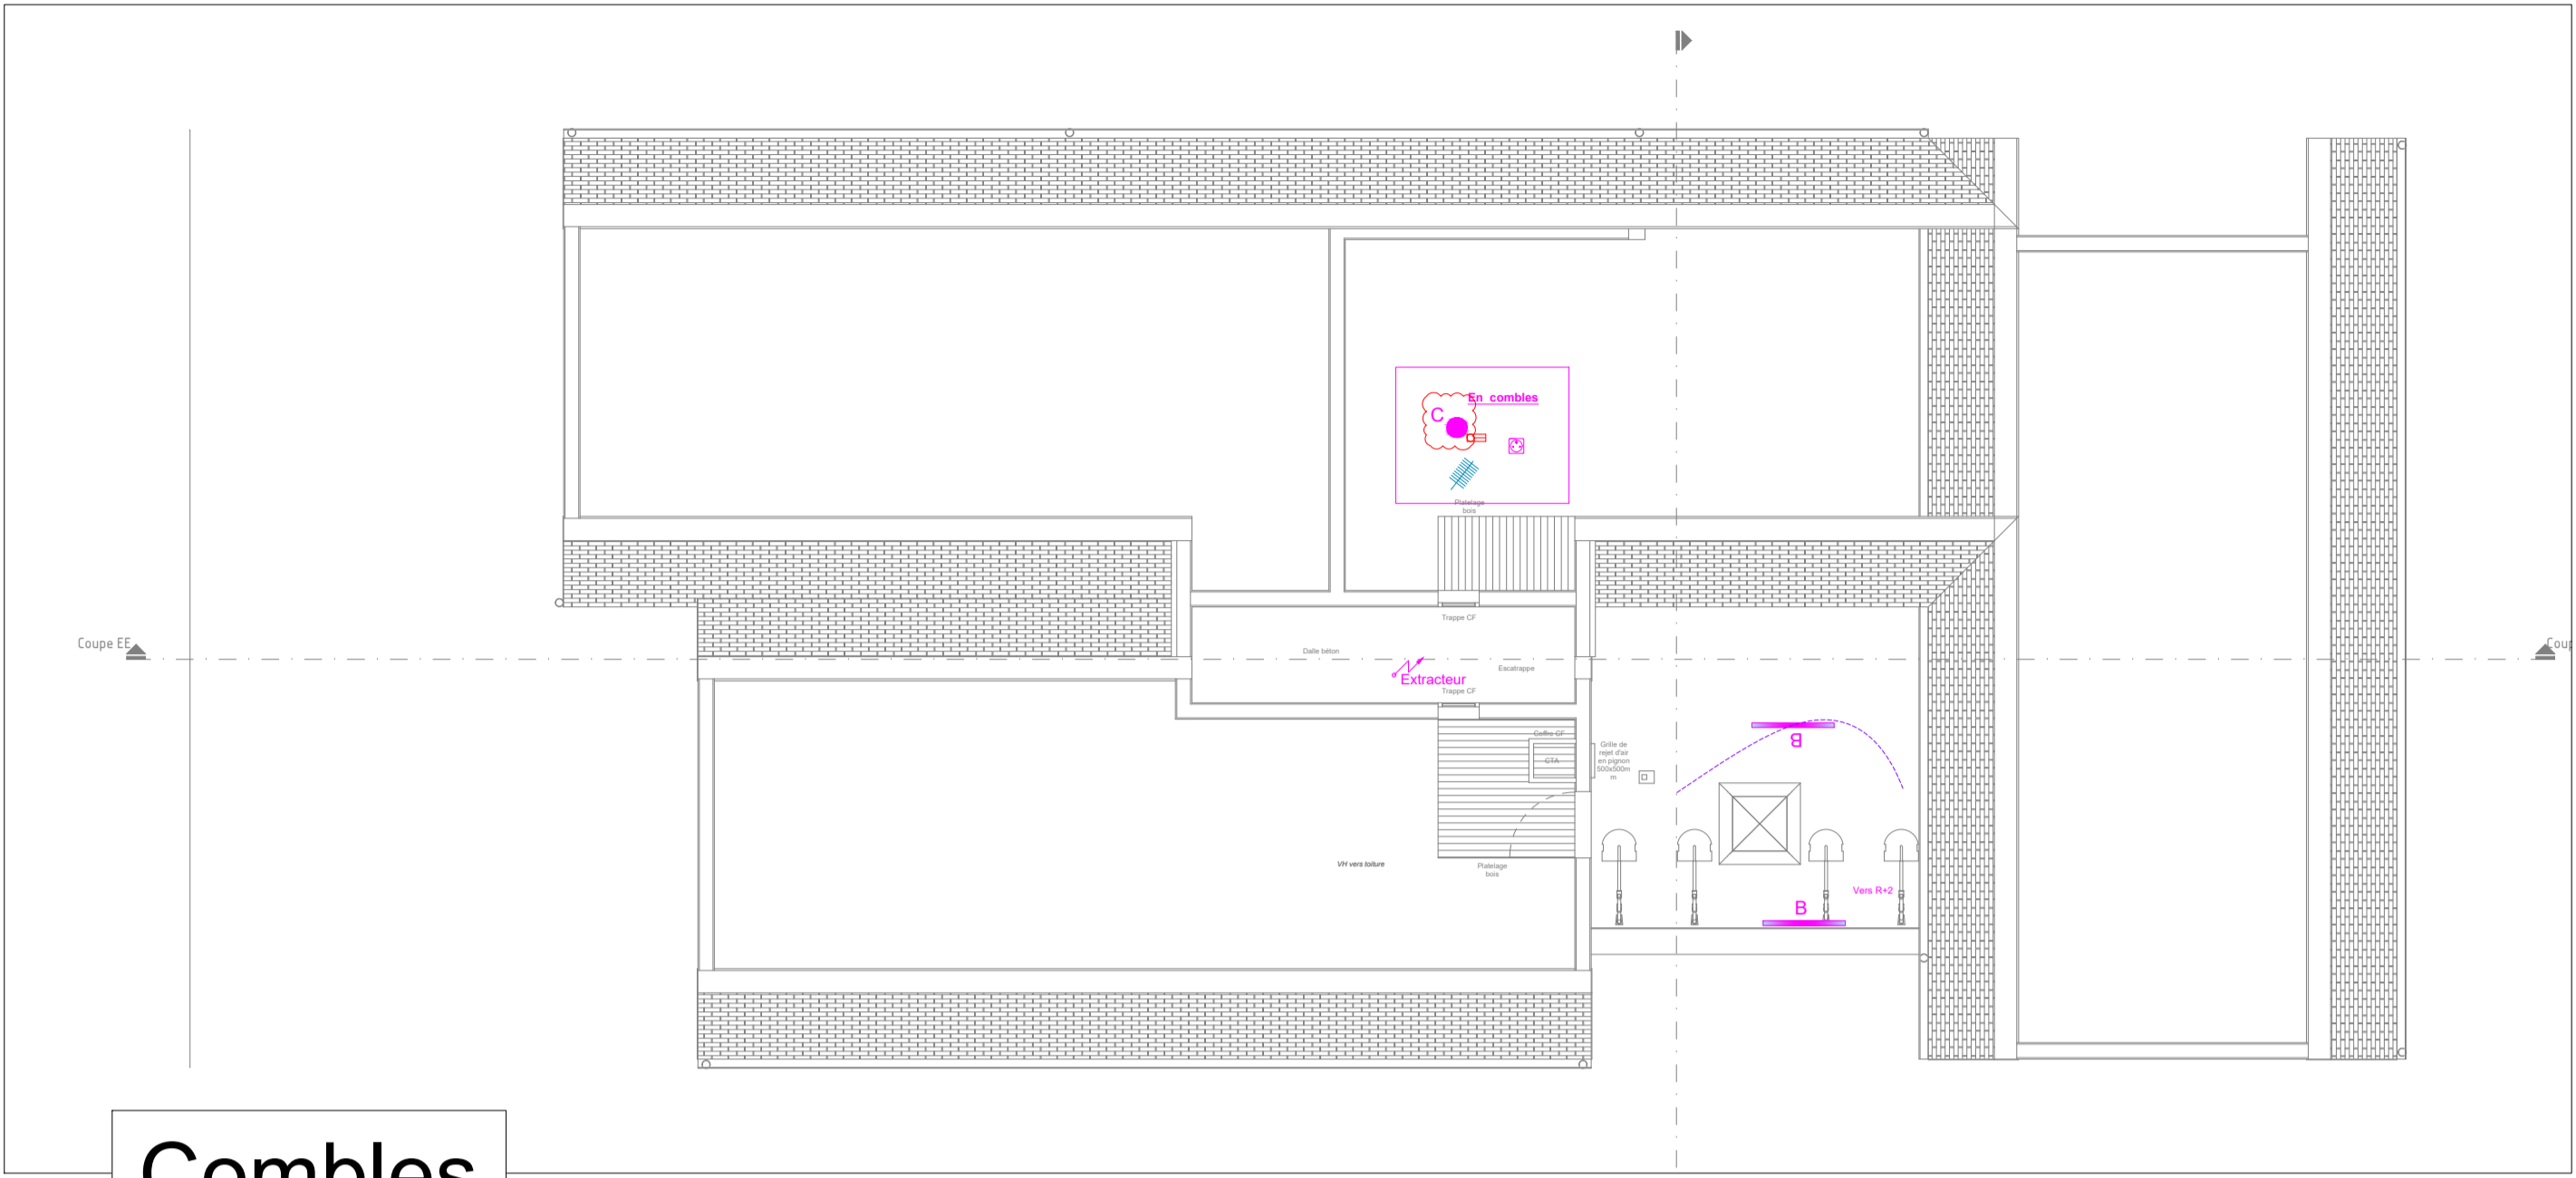 En combles
C
Platelage
bois
Trappe CF
Coupe EE
Coup
Dalle béton
Escatrappe
Extracteur
Trappe CF
Coffre CF
CTA
Grille de
rejet d'air
en pignon
500x500m
m
B
VH vers toiture
Platelage
bois
Vers R+2
B
Combles